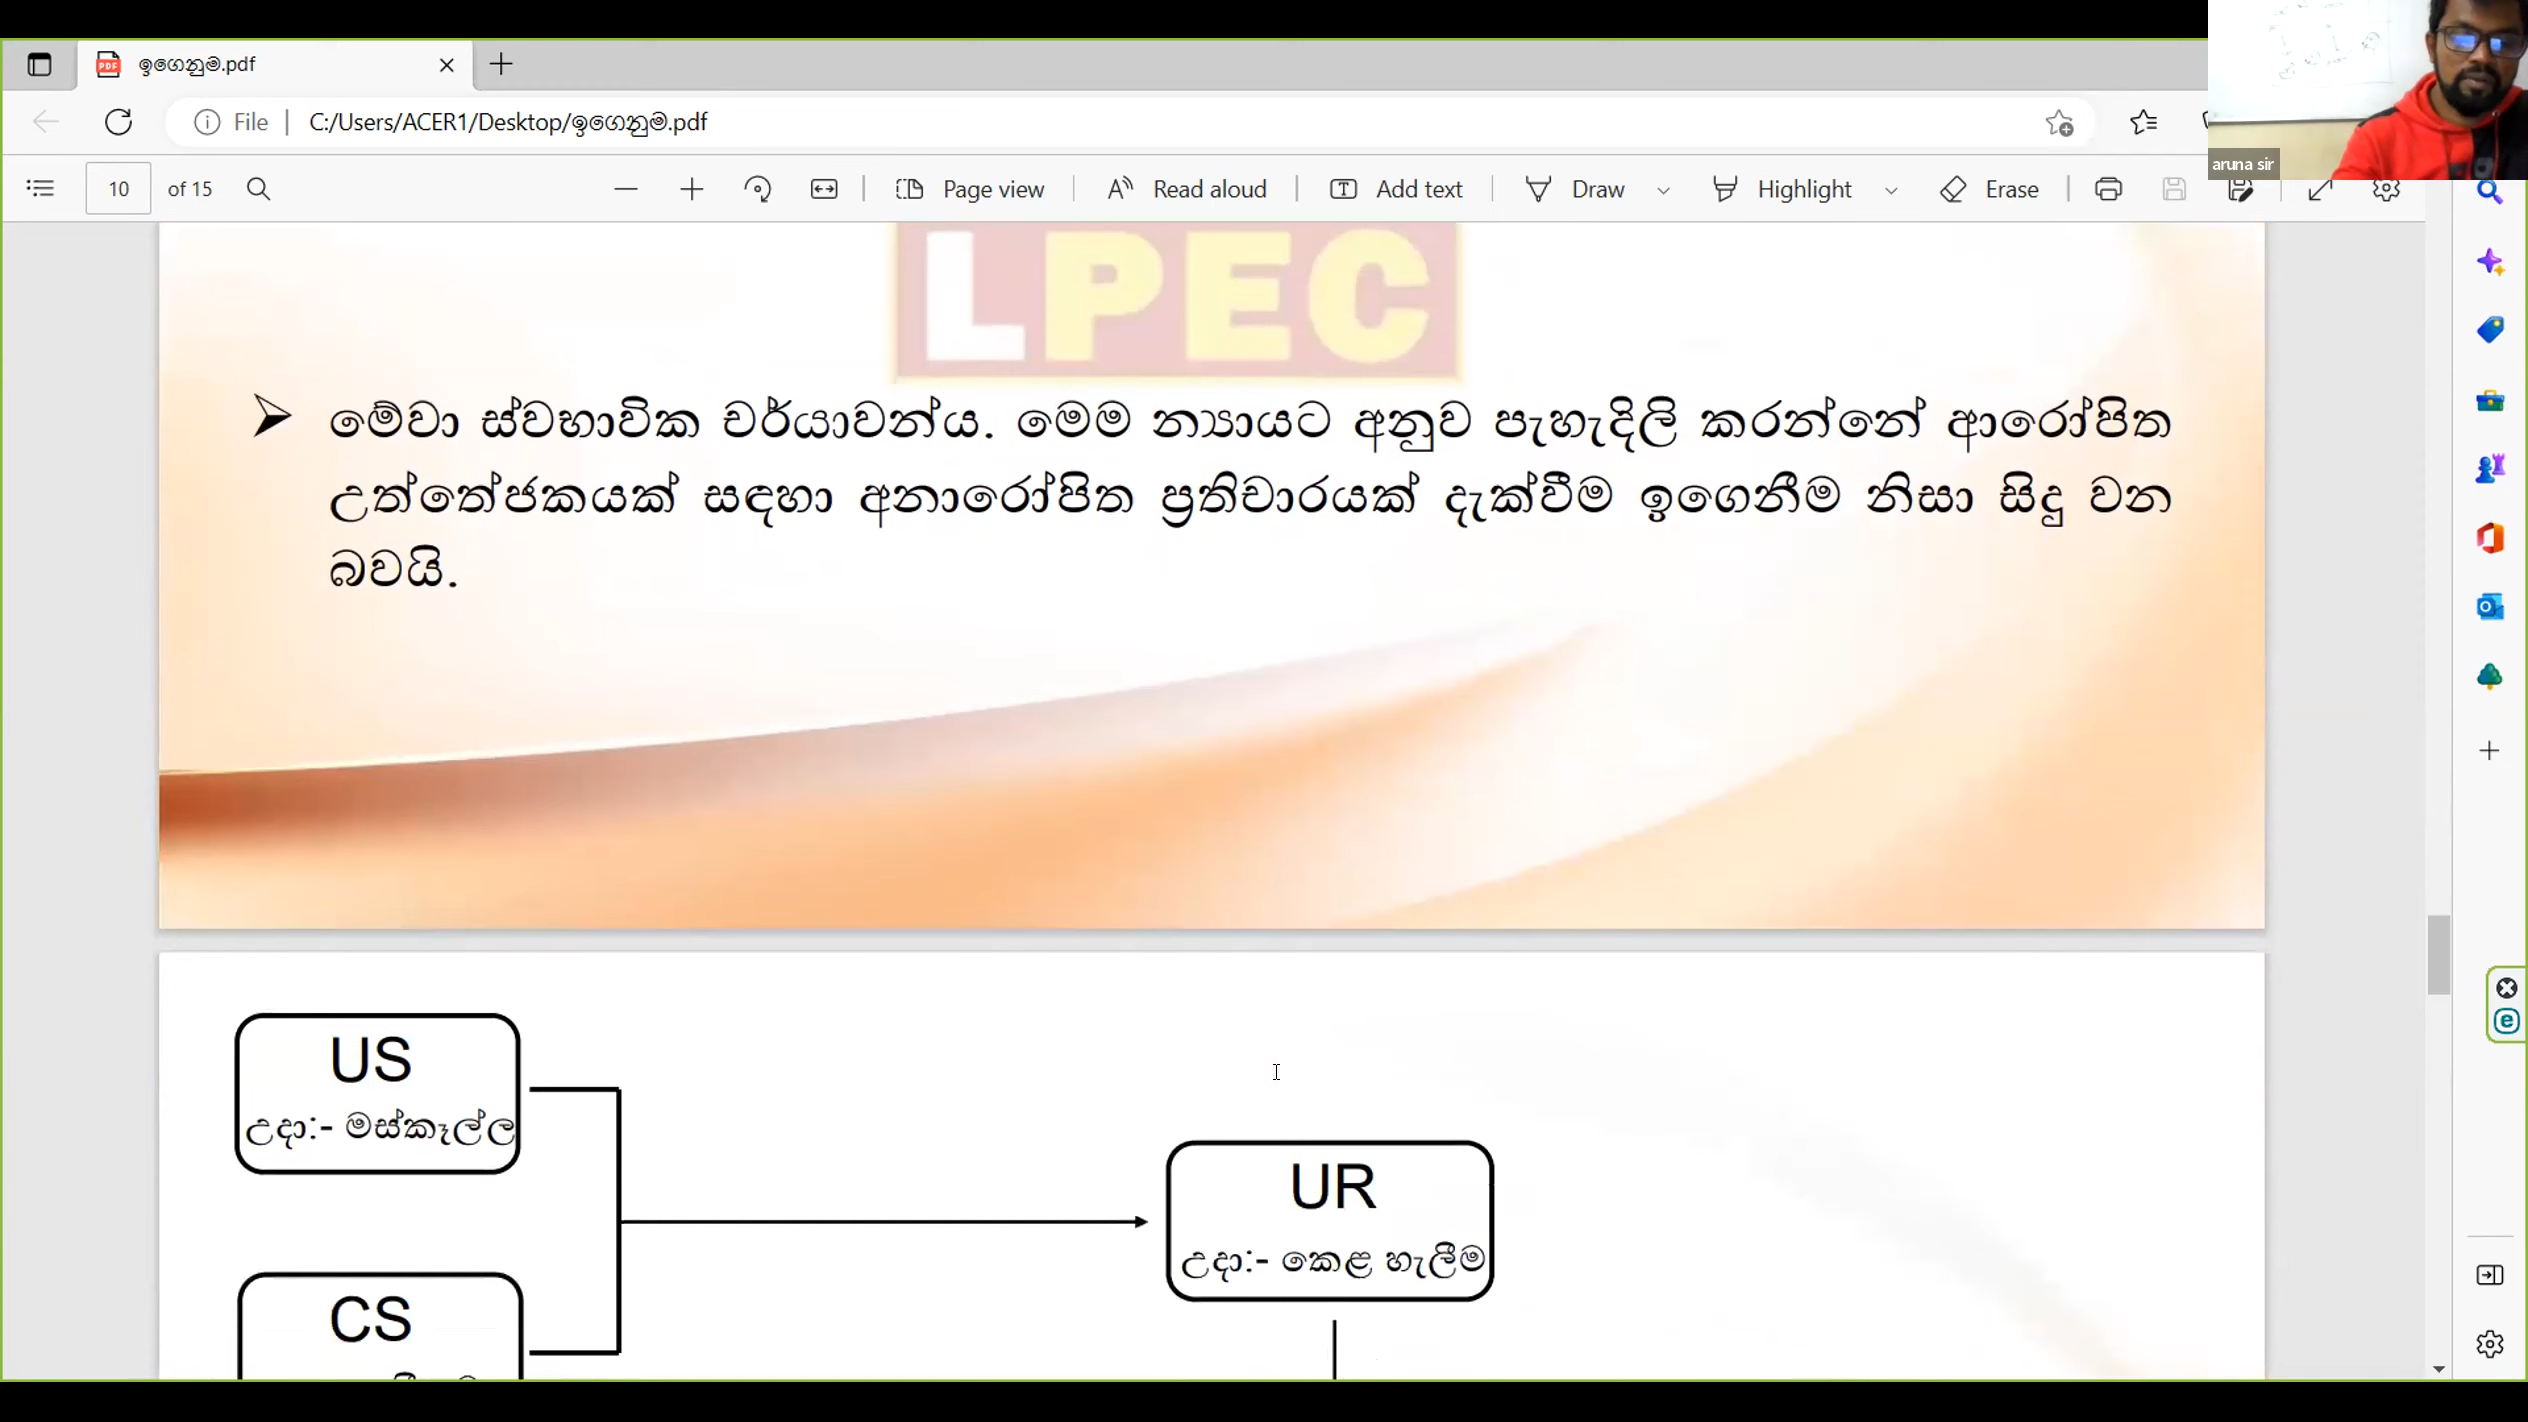 ඉගෙනුම.pdf
File C:/Users/ACER1/Desktop/ඉගෙනුම.pdf
aruna sir
10 of 15 Page view Read aloud Add text Draw Highlight Erase
LPEC
මේවා ස්වභාවික චර්යාවන්ය. මෙම න්‍යායට අනුව පැහැදිලි කරන්නේ ආරෝපිත
උත්තේජකයක් සඳහා අනාරෝපිත ප්‍රතිචාරයක් දැක්වීම ඉගෙනීම නිසා සිදු වන
බවයි.
US
උදා:- මස්කෑල්ල
UR
උදා:- කෙළ හැලීම
CS